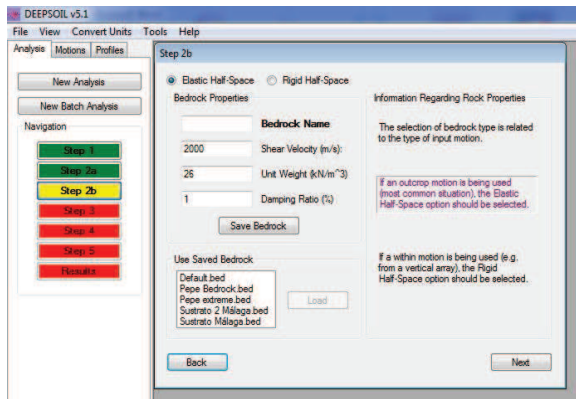 DEEPSOIL v5.1
File View Convert Units Tools Help
Analysis Motions Profiles
New Analysis
New Batch Analysis
Navigation
Step 1
Step 2a
Step 2b
Step 3
Step 4
Step 5
Results
Step 2b
Elastic Half-Space Rigid Half-Space
Bedrock Properties
Bedrock Name
2000 Shear Velocity (m/s):
26 Unit Weight (kN/m^3)
1 Damping Ratio (%)
Save Bedrock
Use Saved Bedrock
Default.bed
Pepe Bedrock.bed
Pepe extreme.bed
Sustrato 2 Málaga.bed
Sustrato Málaga.bed
Load
Information Regarding Rock Properties
The selection of bedrock type is related
to the type of input motion.
If an outcrop motion is being used
(most common situation), the Elastic
Half-Space option should be selected.
If a within motion is being used (e.g.
from a vertical array), the Rigid
Half-Space option should be selected.
Back
Next